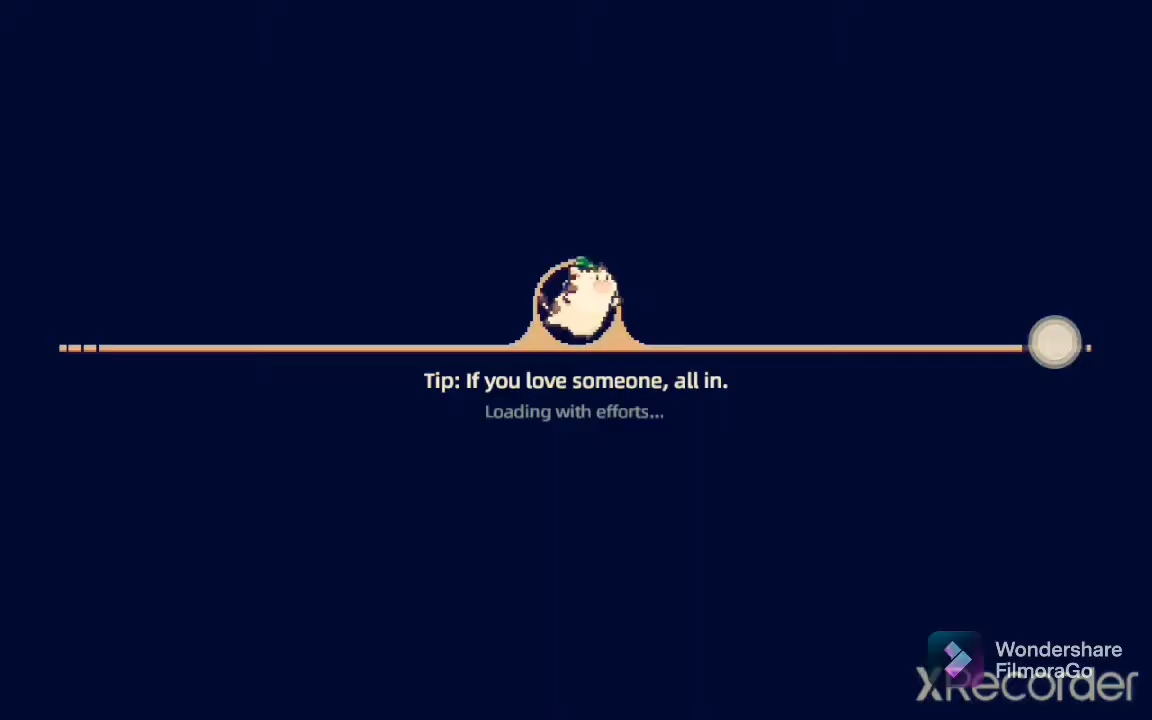 Tip: If you love someone, all in.
Loading with efforts...
Wondershare
FilmoraGo
XRecorder